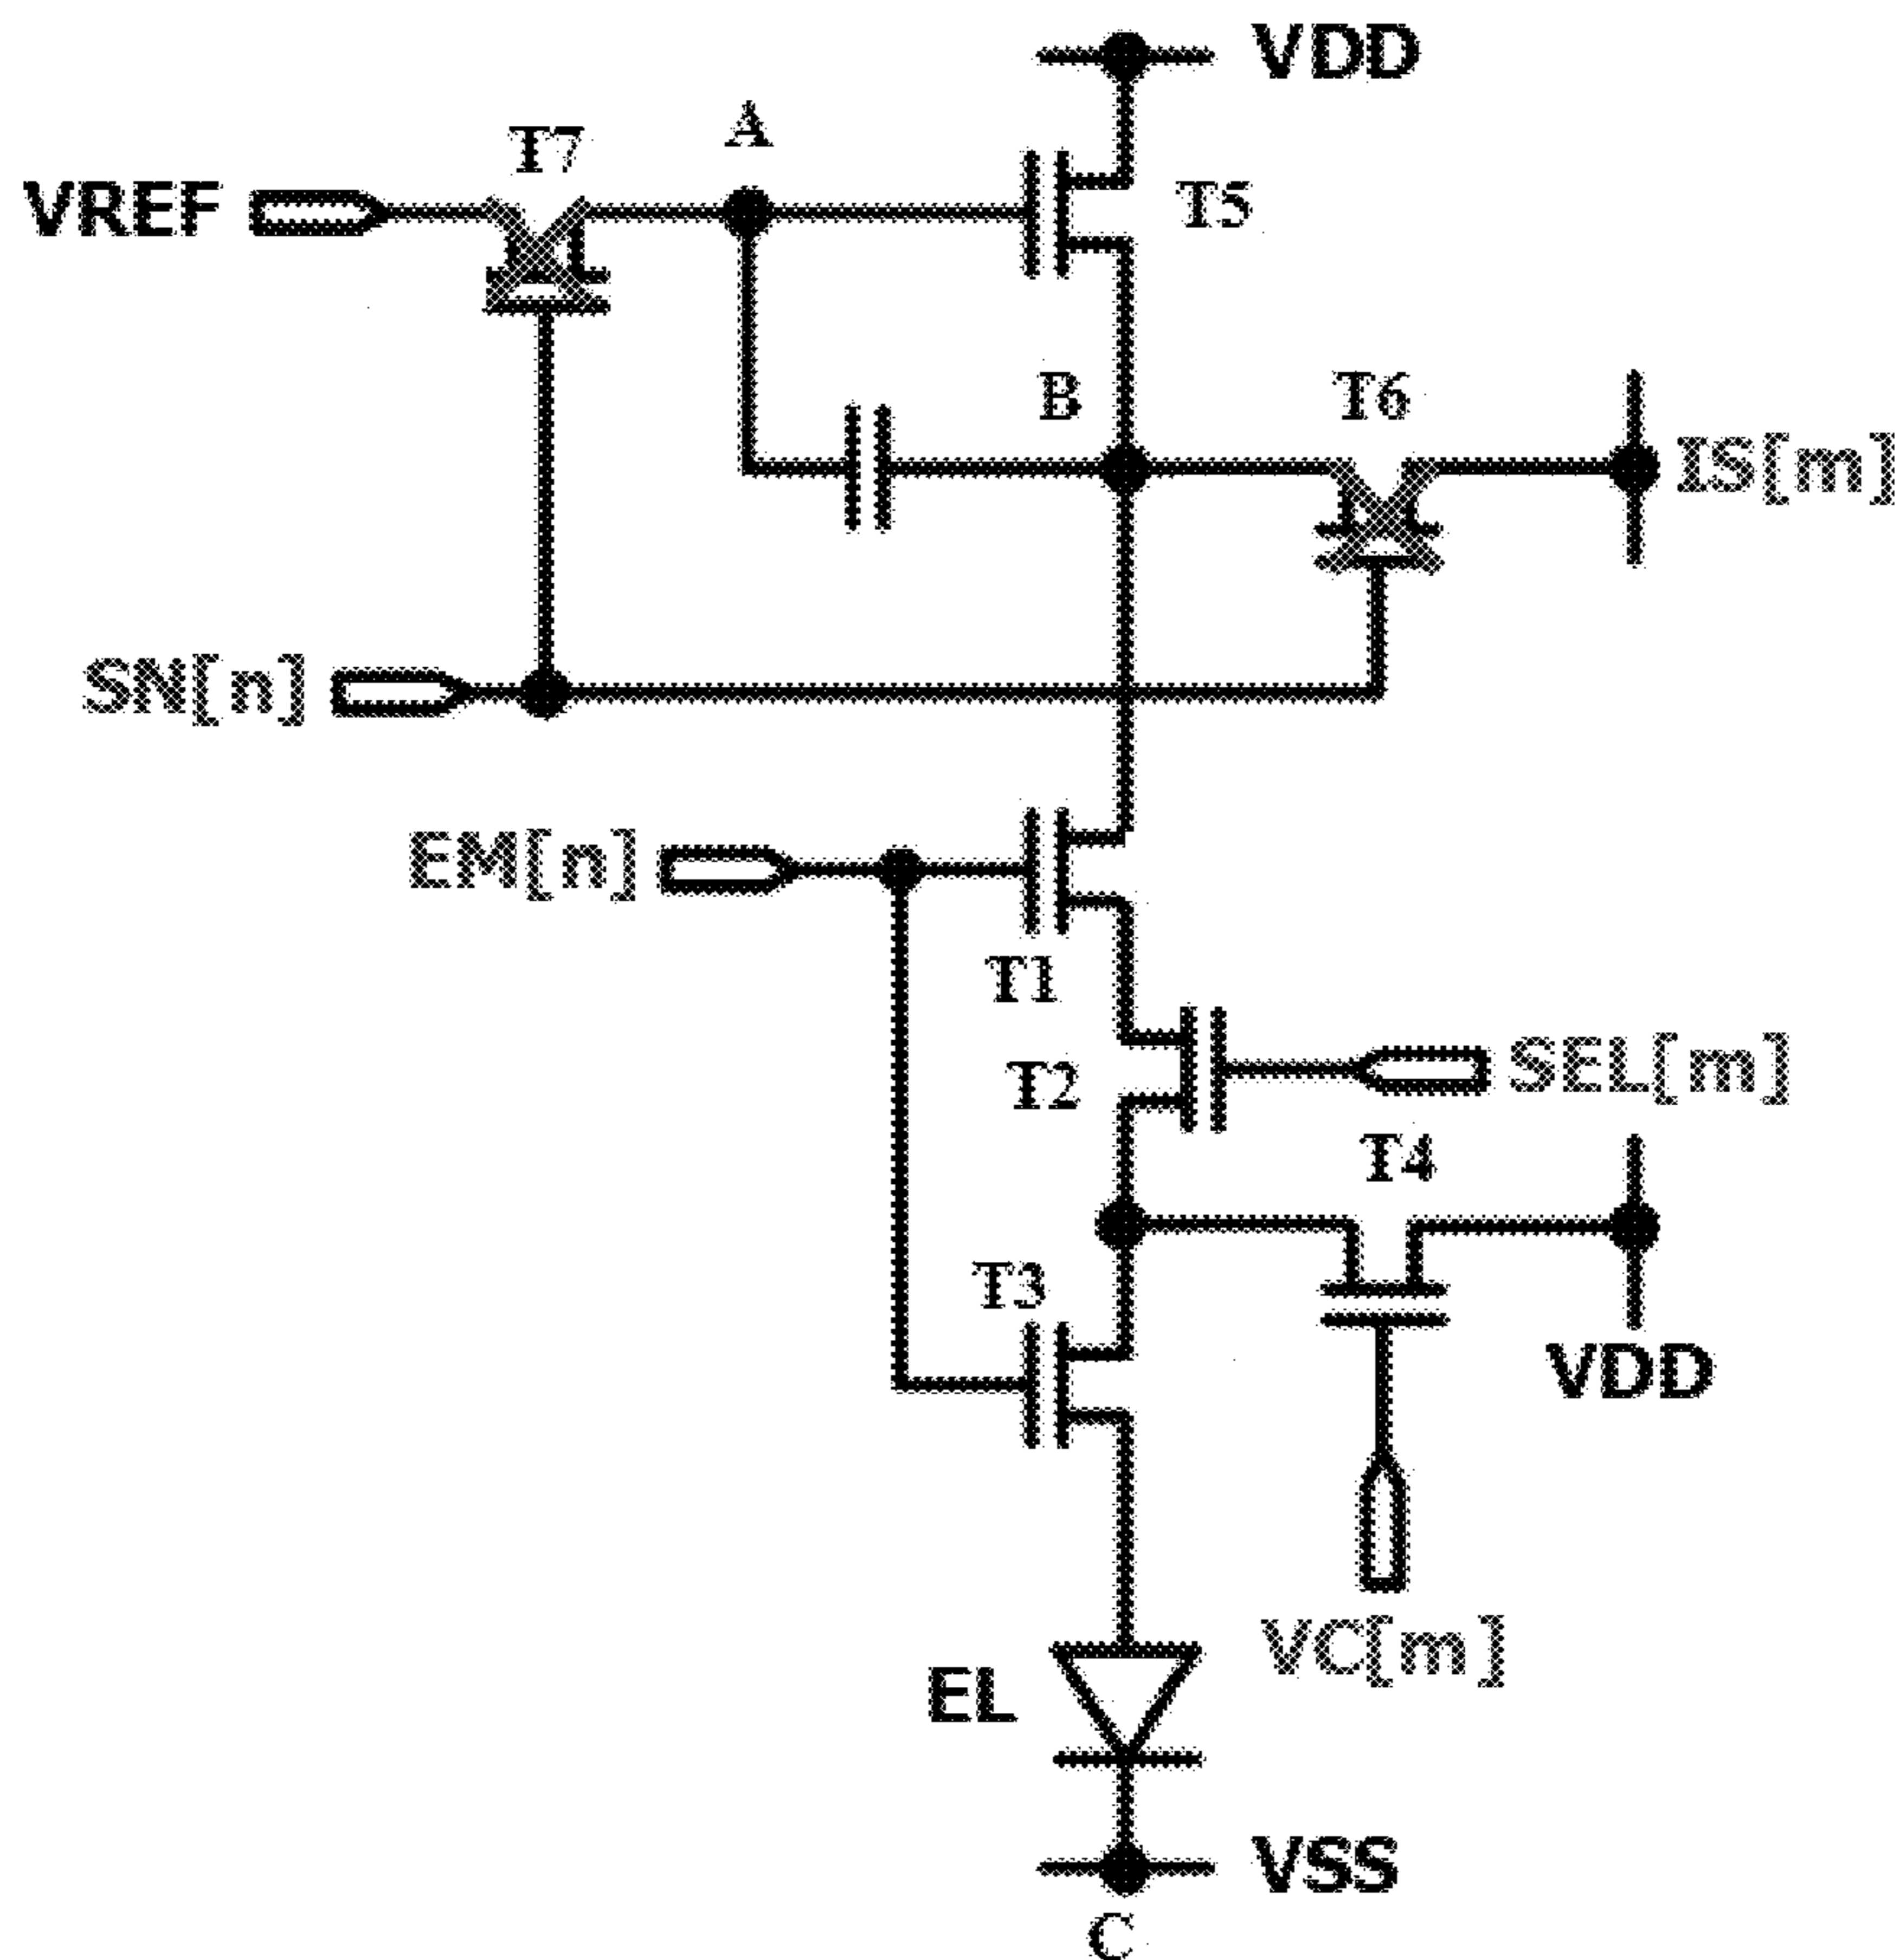 VDD
A
T7
VREF
T5
B
T6
IS[m]
SN[n]
EM[n]
T1
SEL[m]
T2
T4
T3
VDD
VC[m]
EL
VSS
C